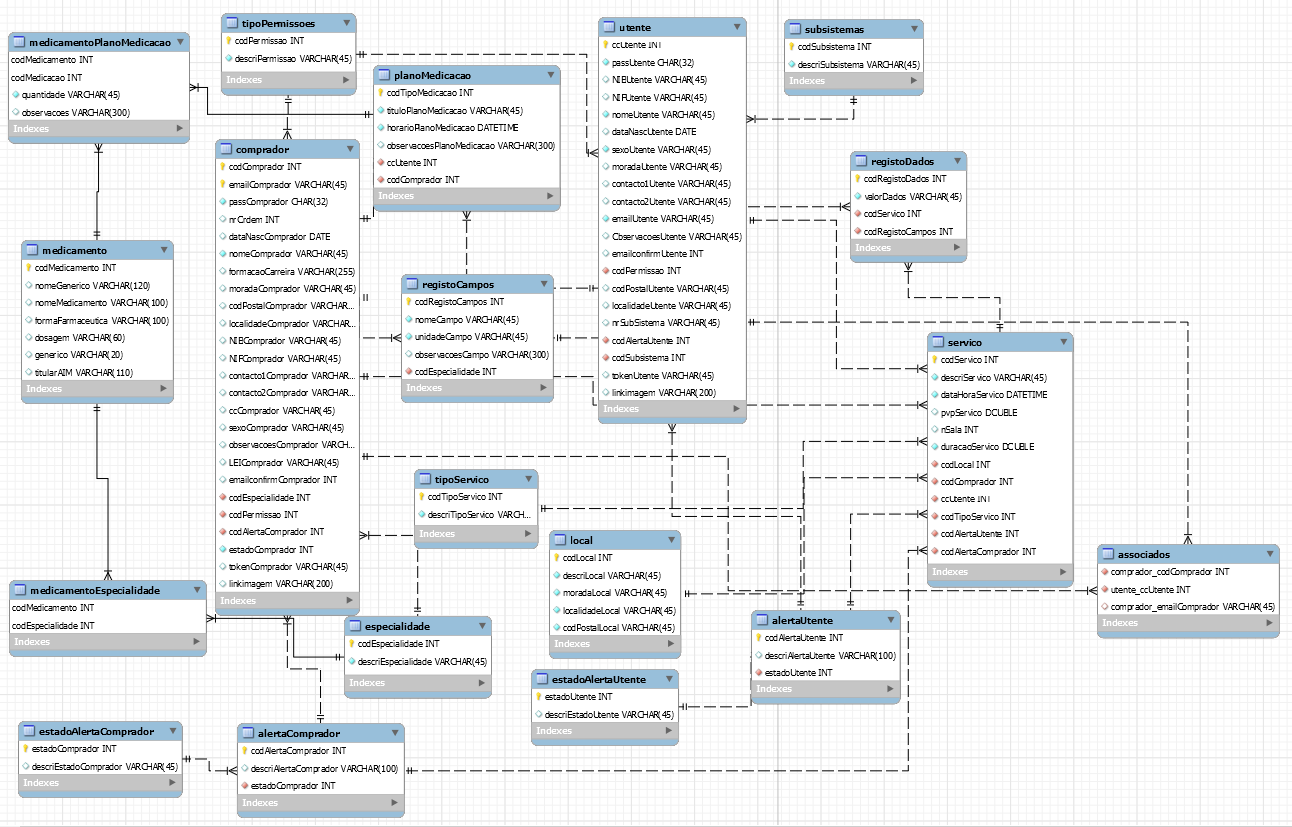 medicamentoPlanoMedicacao
codMedicamento INT
codMedicacao INT
quantidade VARCHAR(45)
observacoes VARCHAR(300)
Indexes
tipoPermissoes
codPermissao INT
descriPermissao VARCHAR(45)
Indexes
planoMedicacao
codTipoMedicacao INT
tituloPlanoMedicacao VARCHAR(45)
horarioPlanoMedicacao DATETIME
observacoesPlanoMedicacao VARCHAR(300)
ccUtente INT
codComprador INT
Indexes
utente
ccUtente INT
passUtente CHAR(32)
NIBUtente VARCHAR(45)
NIFUtente VARCHAR(45)
nomeUtente VARCHAR(45)
dataNascUtente DATE
sexoUtente VARCHAR(45)
moradaUtente VARCHAR(45)
contacto1Utente VARCHAR(45)
contacto2Utente VARCHAR(45)
emailUtente VARCHAR(45)
ObservacoesUtente VARCHAR(45)
emailconfirmUtente INT
codPermissao INT
codPostalUtente VARCHAR(45)
localidadeUtente VARCHAR(45)
nrSubSistema VARCHAR(45)
codAlertaUtente INT
codSubsistema INT
tokenUtente VARCHAR(45)
linkimagem VARCHAR(200)
Indexes
subsistemas
codSubsistema INT
descriSubsistema VARCHAR(45)
Indexes
comprador
codComprador INT
emailComprador VARCHAR(45)
passComprador CHAR(32)
nrOrdem INT
dataNascComprador DATE
nomeComprador VARCHAR(45)
formacaoCarreira VARCHAR(255)
moradaComprador VARCHAR(45)
codPostalComprador VARCHAR...
localidadeComprador VARCHAR...
NIBComprador VARCHAR(45)
NIFComprador VARCHAR(45)
contacto1Comprador VARCHAR...
contacto2Comprador VARCHAR...
ccComprador VARCHAR(45)
sexoComprador VARCHAR(45)
observacoesComprador VARCH...
LEIComprador VARCHAR(45)
emailconfirmComprador INT
codEspecialidade INT
codPermissao INT
codAlertaComprador INT
estadoComprador INT
tokenComprador VARCHAR(45)
linkimagem VARCHAR(200)
Indexes
registoDados
codRegistoDados INT
valorDados VARCHAR(45)
codServico INT
codRegistoCampos INT
Indexes
medicamento
codMedicamento INT
nomeGenerico VARCHAR(120)
nomeMedicamento VARCHAR(100)
formaFarmaceutica VARCHAR(100)
dosagem VARCHAR(60)
generico VARCHAR(20)
titularAIM VARCHAR(110)
Indexes
registoCampos
codRegistoCampos INT
nomeCampo VARCHAR(45)
unidadeCampo VARCHAR(45)
observacoesCampo VARCHAR(300)
codEspecialidade INT
Indexes
servico
codServico INT
descriServico VARCHAR(45)
dataHoraServico DATETIME
pvpServico DOUBLE
nSala INT
duracaoServico DOUBLE
codLocal INT
codComprador INT
ccUtente INT
codTipoServico INT
codAlertaUtente INT
codAlertaComprador INT
Indexes
tipoServico
codTipoServico INT
descriTipoServico VARCH...
Indexes
local
codLocal INT
descriLocal VARCHAR(45)
moradaLocal VARCHAR(45)
localidadeLocal VARCHAR(45)
codPostalLocal VARCHAR(45)
Indexes
associados
comprador_codComprador INT
utente_ccUtente INT
comprador_emailComprador VARCHAR(45)
Indexes
medicamentoEspecialidade
codMedicamento INT
codEspecialidade INT
Indexes
especialidade
codEspecialidade INT
descriEspecialidade VARCHAR(45)
Indexes
alertaUtente
codAlertaUtente INT
descriAlertaUtente VARCHAR(100)
estadoUtente INT
Indexes
estadoAlertaUtente
estadoUtente INT
descriEstadoUtente VARCHAR(45)
Indexes
estadoAlertaComprador
estadoComprador INT
descriEstadoComprador VARCHAR(45)
Indexes
alertaComprador
codAlertaComprador INT
descriAlertaComprador VARCHAR(100)
estadoComprador INT
Indexes